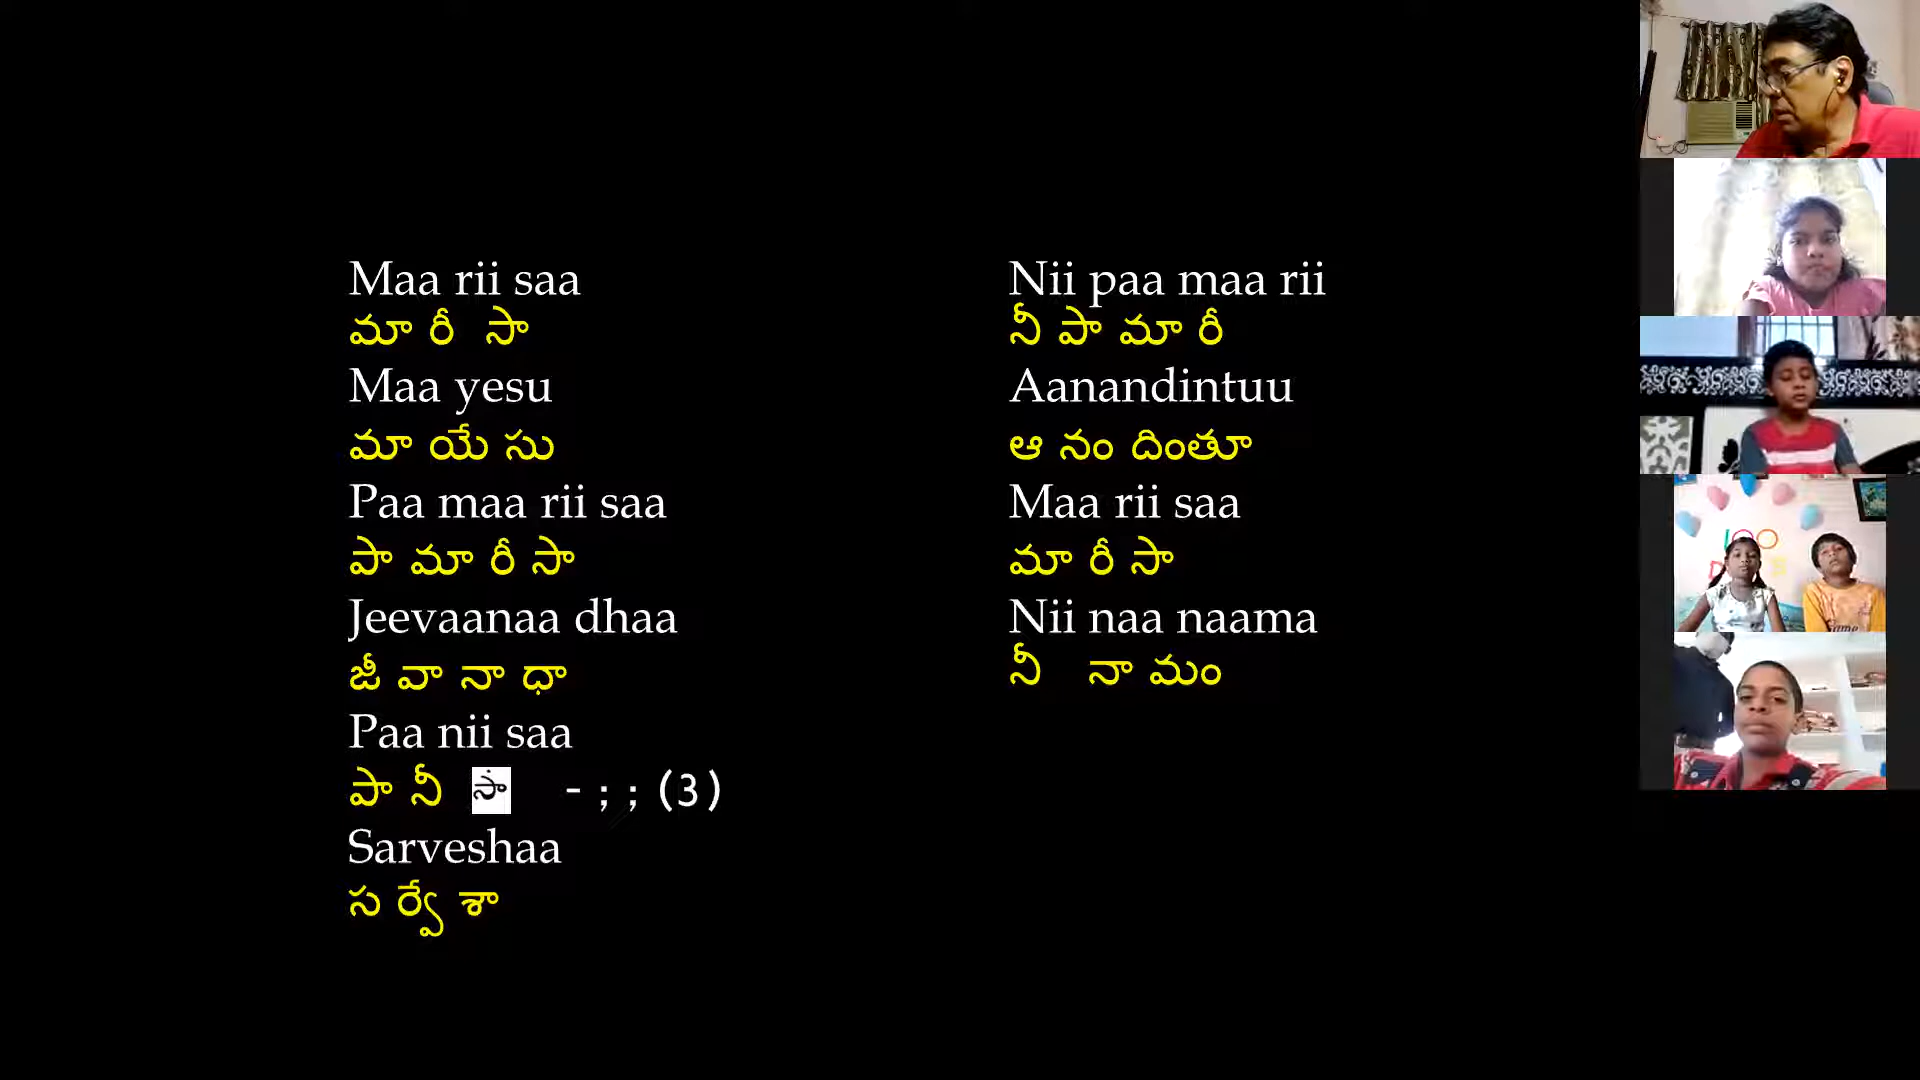 Maa rii saa
మా రీ సా
Maa yesu
మా యే సు
Paa maa rii saa
పా మా రీ సా
Jeevaanaa dhaa
జీ వా నా ధా
Paa nii saa
పా నీ సా - ; ; (3)
Sarveshaa
స ర్వే శా
Nii paa maa rii
నీ పా మా రీ
Aanandintuu
ఆ నం దింతూ
Maa rii saa
మా రీ సా
Nii naa naama
నీ నా మం